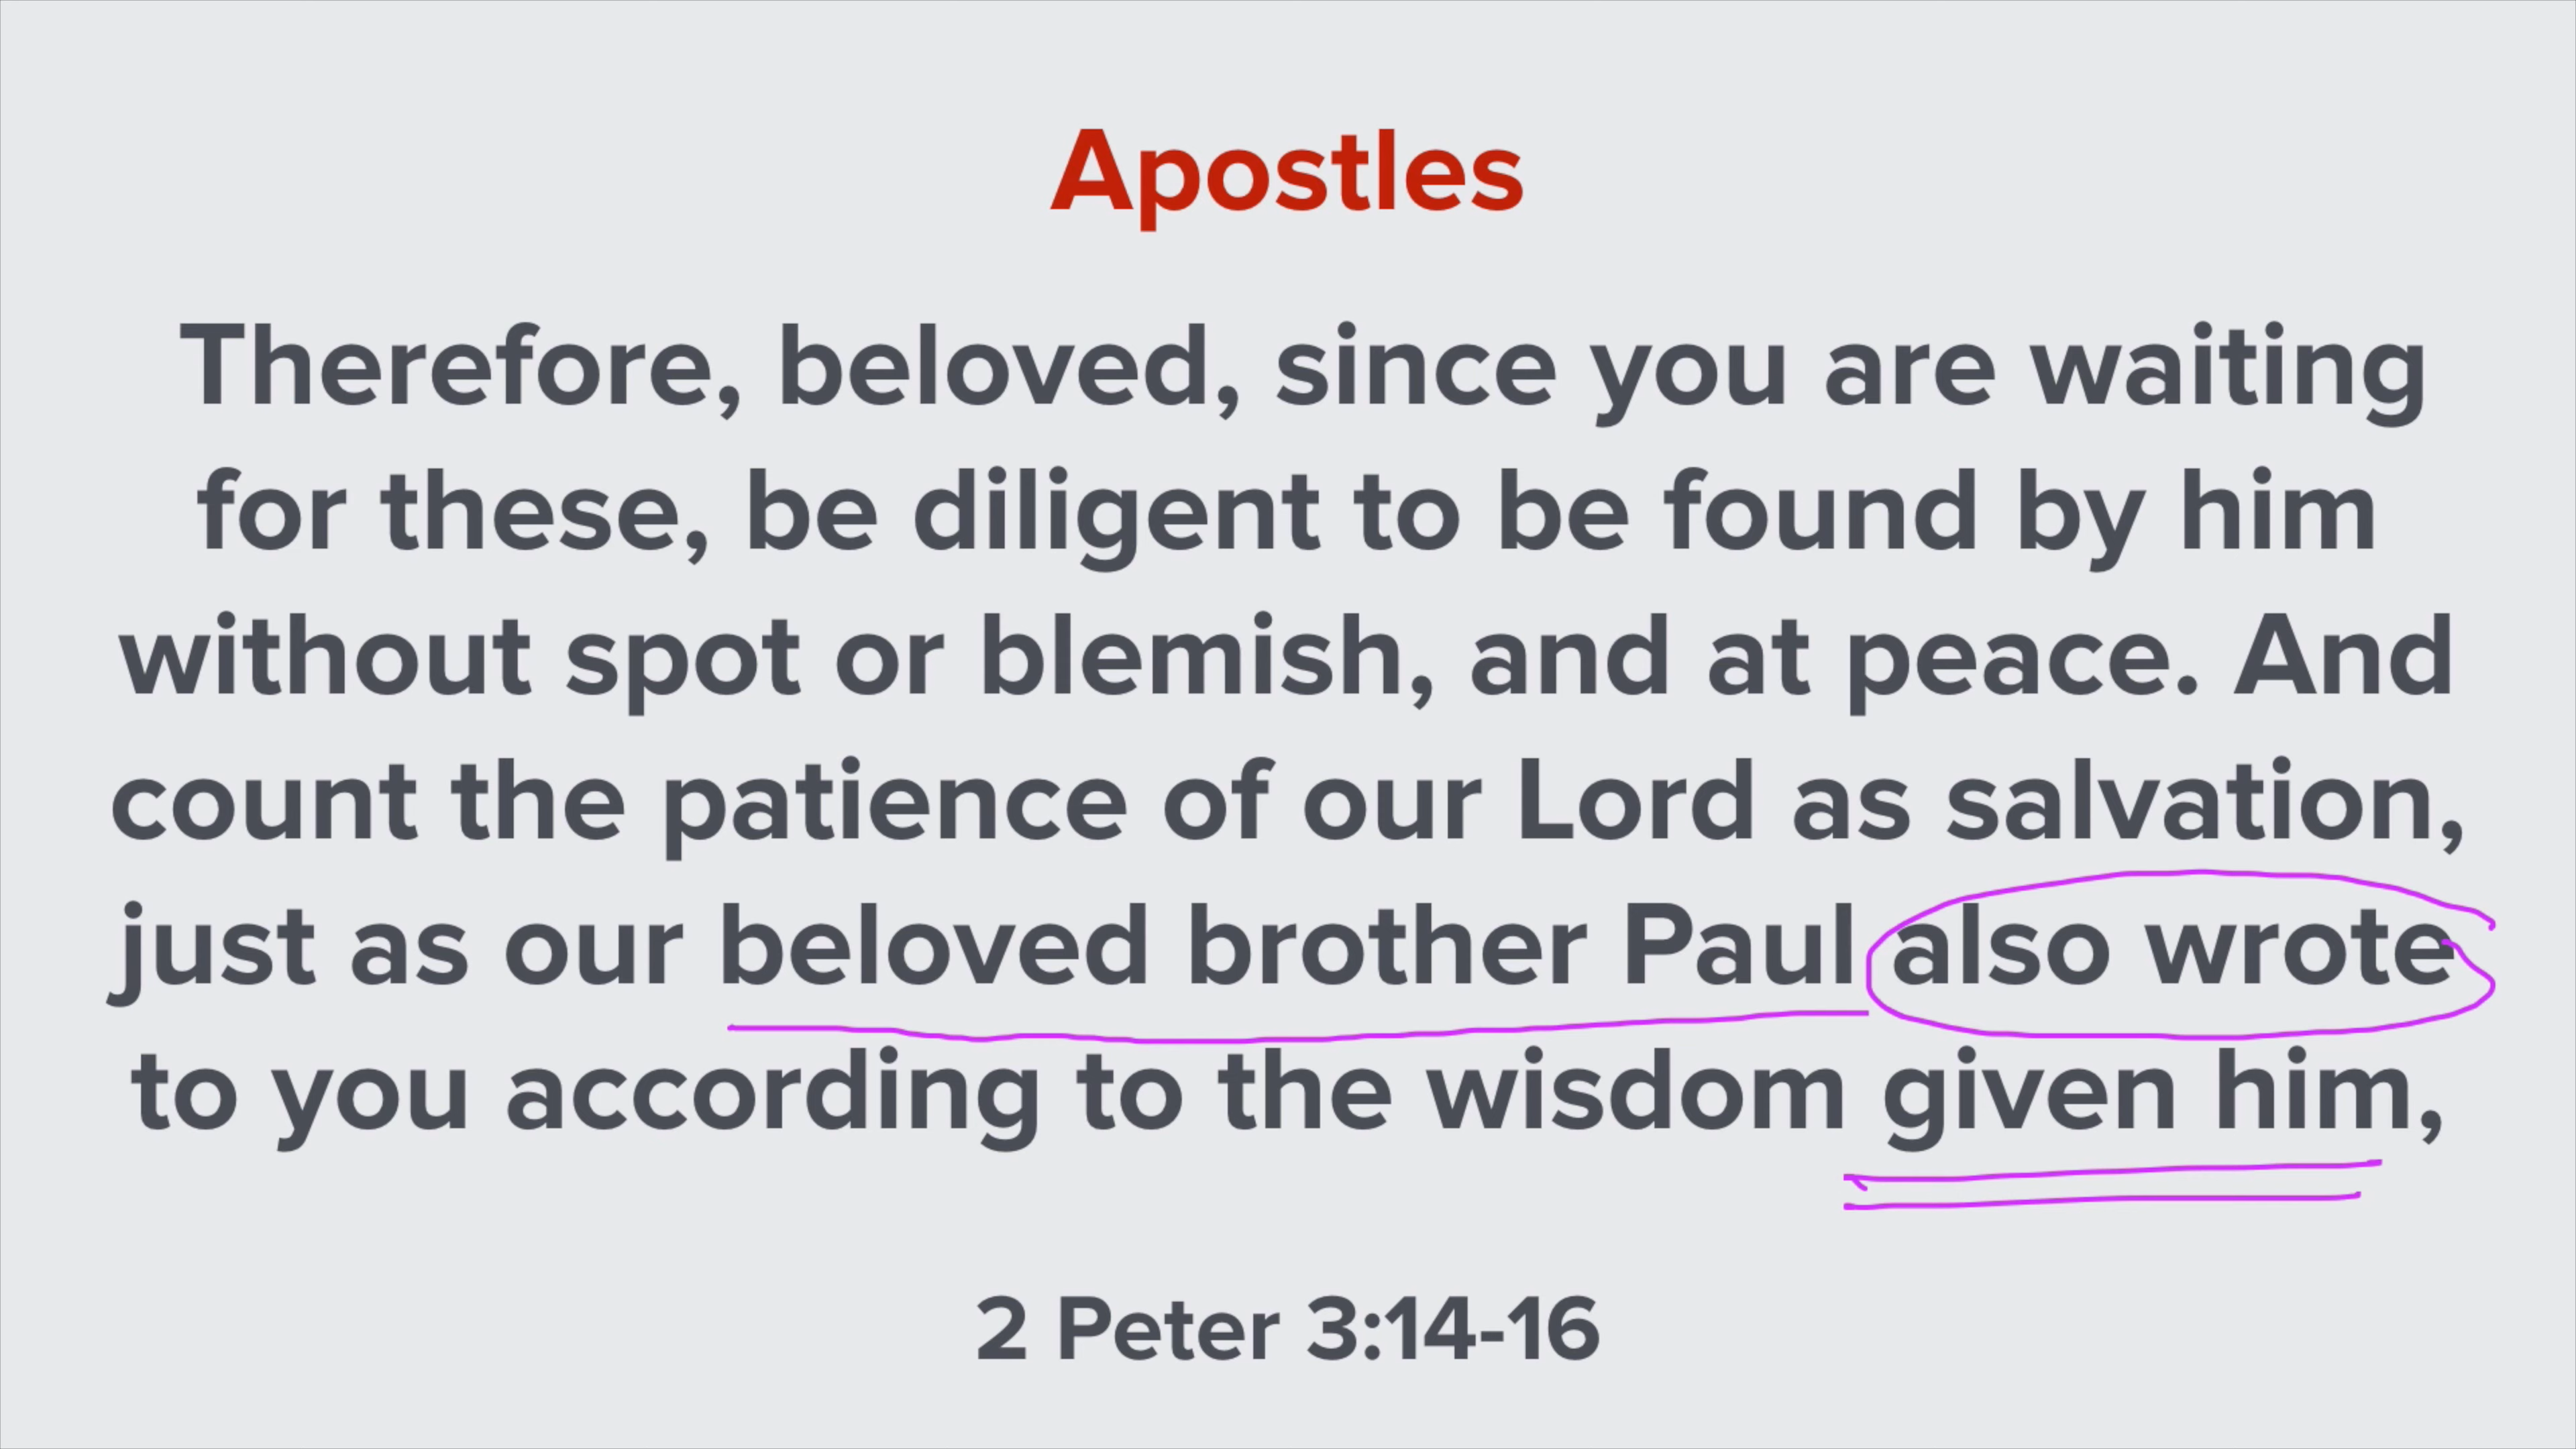 Apostles
Therefore, beloved, since you are waiting
for these, be diligent to be found by him
without spot or blemish, and at peace. And
count the patience of our Lord as salvation,
just as our beloved brother Paul also wrote
to you according to the wisdom given him,
2 Peter 3:14-16